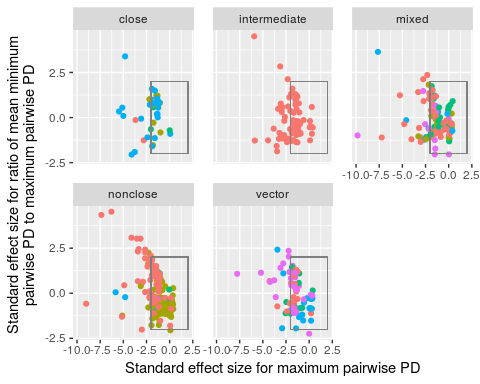 close intermediate mixed
Standard effect size for ratio of mean minimum
pairwise PD to maximum pairwise PD
2.5
0.0
-2.5
-10.0-7.5-5.0-2.5 0.0 2.5
nonclose vector
2.5
0.0
-2.5
-10.0-7.5-5.0-2.5 0.0 2.5 -10.0-7.5-5.0-2.5 0.0 2.5
Standard effect size for maximum pairwise PD